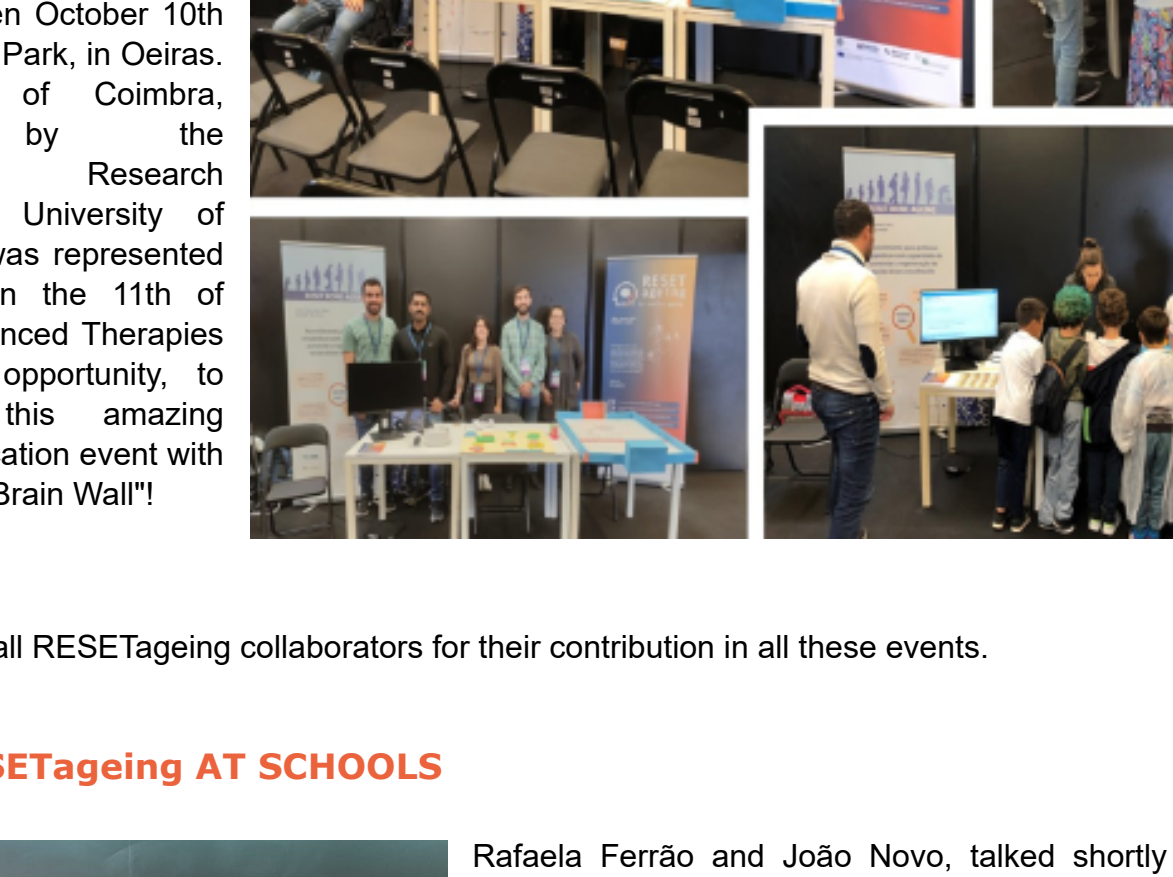 en October 10th
Park, in Oeiras.
of Coimbra,
by the
Research
University of
was represented
n the 11th of
nced Therapies
opportunity, to
this amazing
ation event with
Brain Wall"!
RESET
ageing
all RESETageing collaborators for their contribution in all these events.
SETageing AT SCHOOLS
Rafaela Ferrão and João Novo, talked shortly